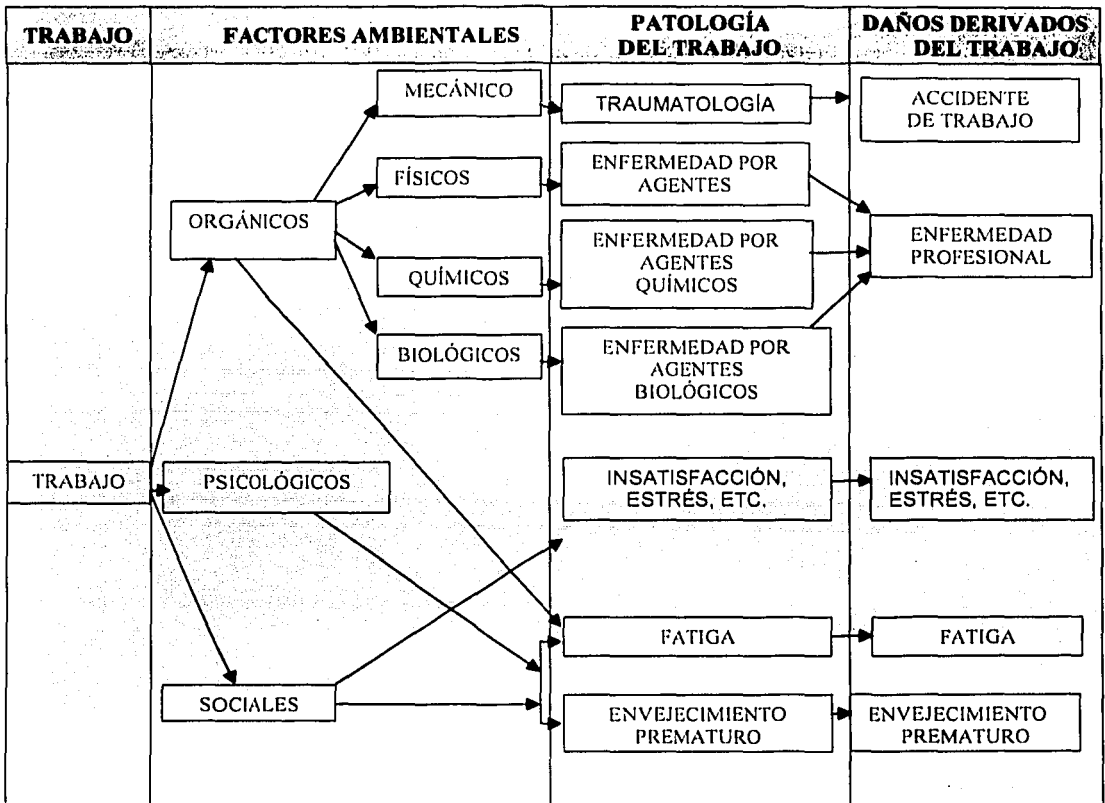 TRABAJO
FACTORES AMBIENTALES
PATOLOGÍA
DEL TRABAJO
DAÑOS DERIVADOS
DEL TRABAJO
MECÁNICO
TRAUMATOLOGÍA
ACCIDENTE
DE TRABAJO
FÍSICOS
ENFERMEDAD POR
AGENTES
ORGÁNICOS
ENFERMEDAD
PROFESIONAL
QUÍMICOS
ENFERMEDAD POR
AGENTES
QUÍMICOS
BIOLÓGICOS
ENFERMEDAD POR
AGENTES
BIOLÓGICOS
TRABAJO
PSICOLÓGICOS
INSATISFACCIÓN,
ESTRÉS, ETC.
INSATISFACCIÓN,
ESTRÉS, ETC.
FATIGA
FATIGA
SOCIALES
ENVEJECIMIENTO
PREMATURO
ENVEJECIMIENTO
PREMATURO